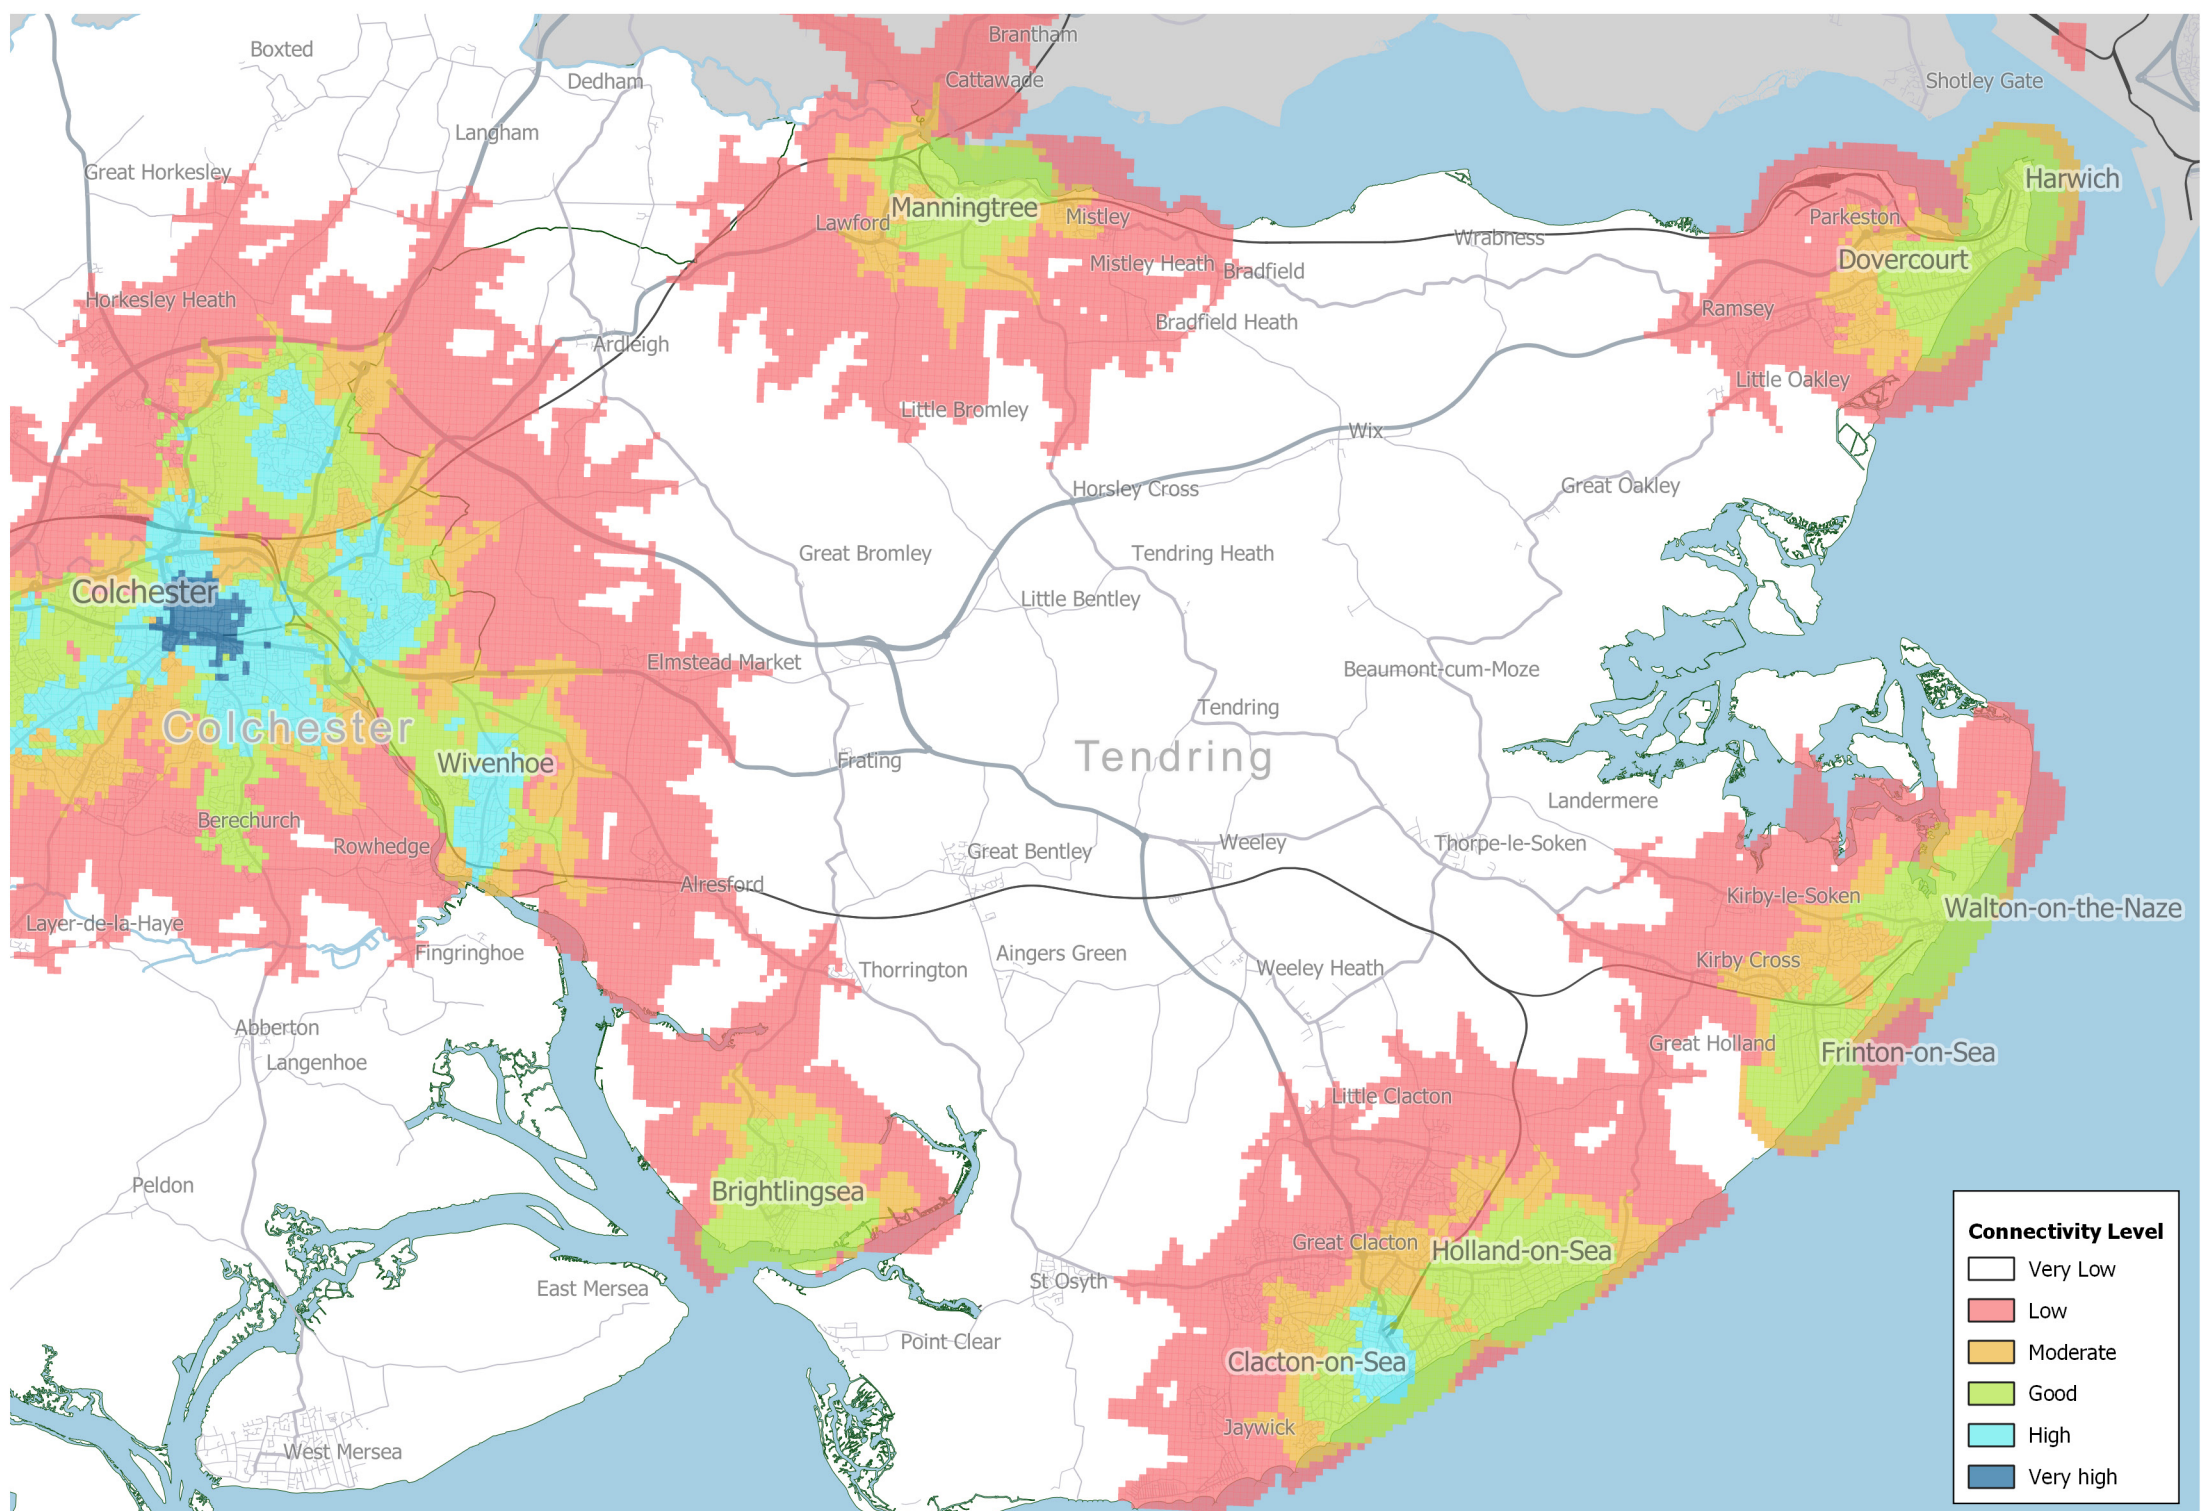 Boxted
Brantham
Dedham
Cattawade
Shotley Gate
Langham
Great Horkesley
Harwich
Manningtree
Mistley
Lawford
Parkeston
Wrabness
Dovercourt
Mistley Heath
Bradfield
Horkesley Heath
Ramsey
Bradfield Heath
Ardleigh
Little Oakley
Little Bromley
Wix
Great Oakley
Horsley Cross
Great Bromley
Tendring Heath
Colchester
Little Bentley
Elmstead Market
Beaumont-cum-Moze
Tendring
Colchester
Tendring
Wivenhoe
Frating
Landermere
Berechurch
Rowhedge
Great Bentley
Weeley
Thorpe-le-Soken
Alresford
Kirby-le-Soken
Walton-on-the-Naze
Layer-de-la-Haye
Fingringhoe
Aingers Green
Thorrington
Weeley Heath
Kirby Cross
Abberton
Great Holland
Frinton-on-Sea
Langenhoe
Little Clacton
Peldon
Brightlingsea
Great Clacton
Holland-on-Sea
East Mersea
St Osyth
Point Clear
Clacton-on-Sea
Jaywick
West Mersea
Connectivity Level
Very Low
Low
Moderate
Good
High
Very high